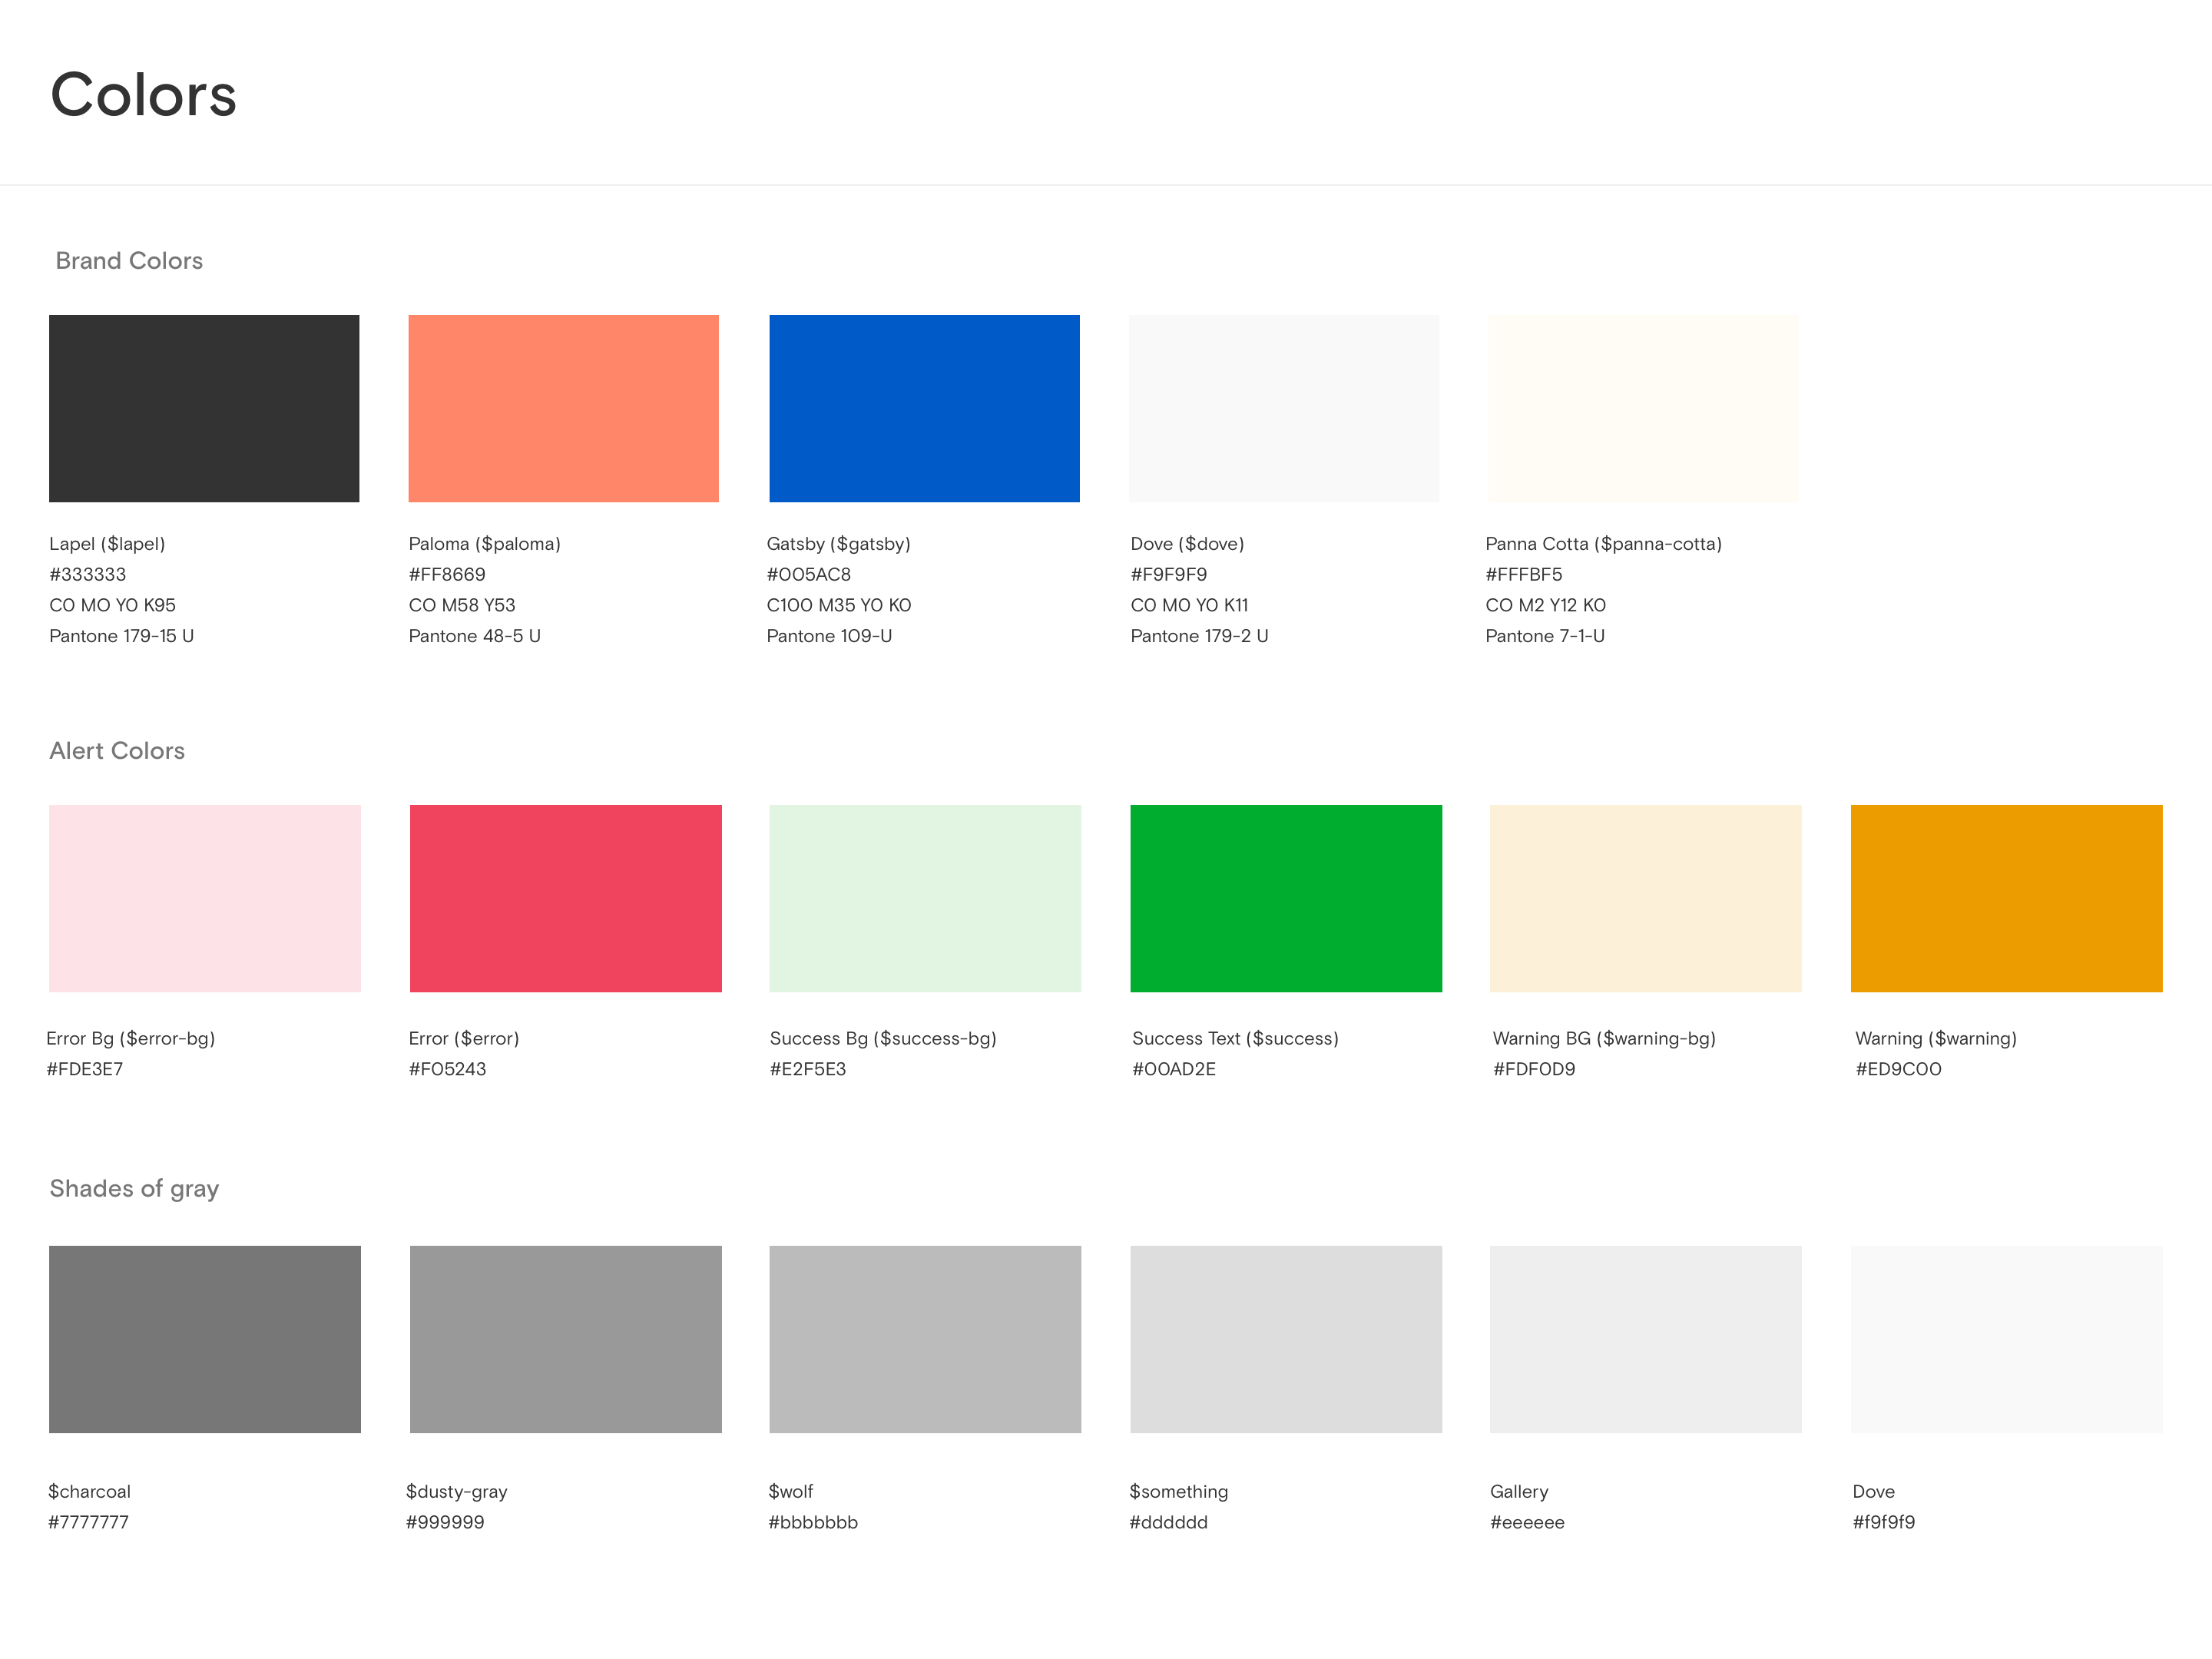 Colors
Brand Colors
Lapel ($lapel)
#333333
C0 M0 Y0 K95
Pantone 179-15 U
Paloma ($paloma)
#FF8669
C0 M58 Y53
Pantone 48-5 U
Gatsby ($gatsby)
#005AC8
C100 M35 Y0 K0
Pantone 109-U
Dove ($dove)
#F9F9F9
C0 M0 Y0 K11
Pantone 179-2 U
Panna Cotta ($panna-cotta)
#FFFBF5
C0 M2 Y12 K0
Pantone 7-1-U
Alert Colors
Error Bg ($error-bg)
#FDE3E7
Error ($error)
#F05243
Success Bg ($success-bg)
#E2F5E3
Success Text ($success)
#00AD2E
Warning BG ($warning-bg)
#FDF0D9
Warning ($warning)
#ED9C00
Shades of gray
$charcoal
#7777777
$dusty-gray
#999999
$wolf
#bbbbbbb
$something
#dddddd
Gallery
#eeeeee
Dove
#f9f9f9